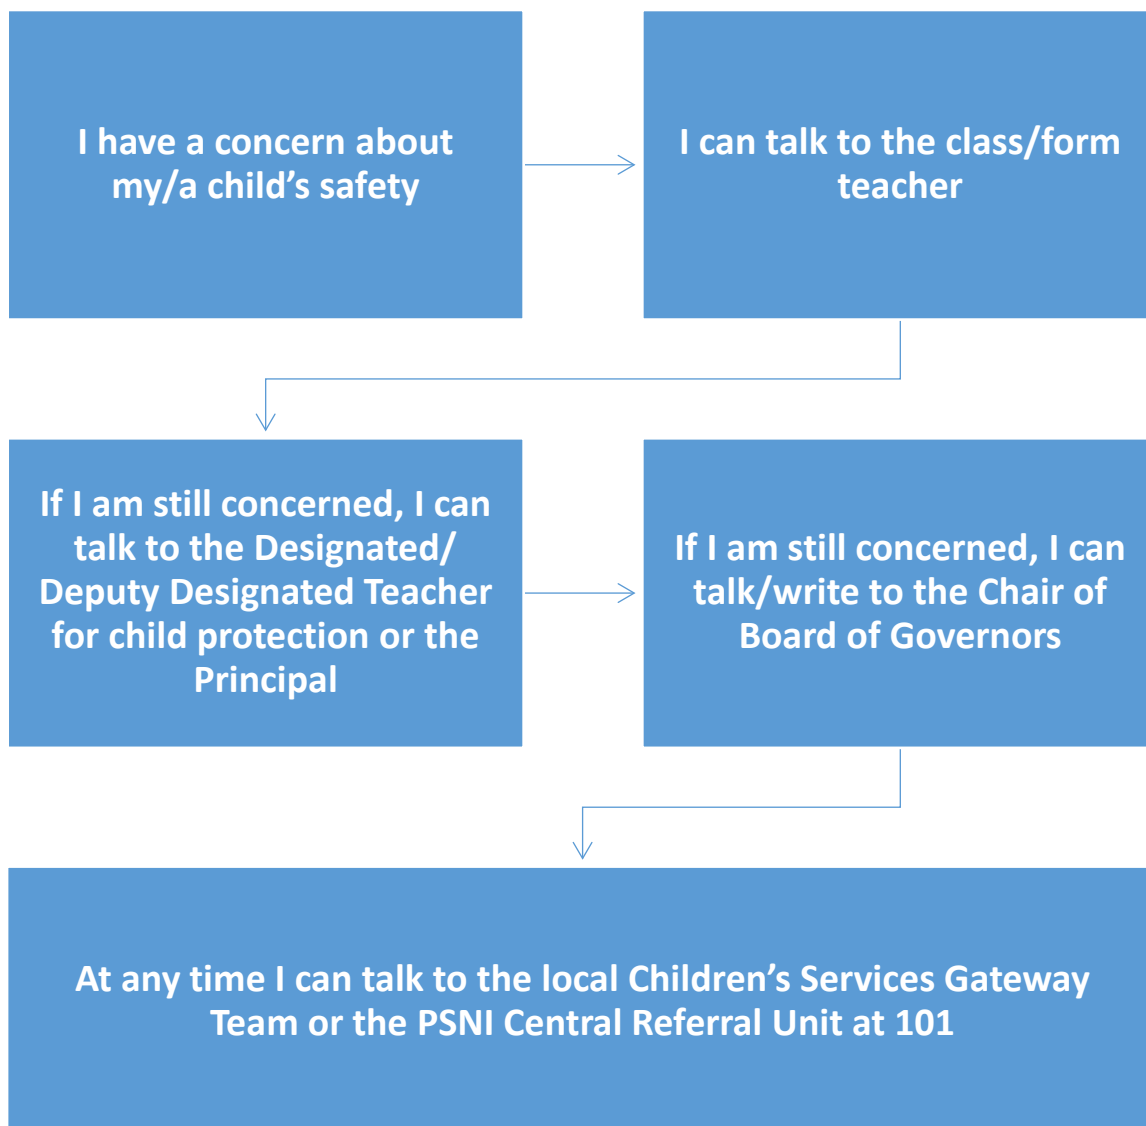 I have a concern about
my/a child’s safety
I can talk to the class/form
teacher
If I am still concerned, I can
talk to the Designated/
Deputy Designated Teacher
for child protection or the
Principal
If I am still concerned, I can
talk/write to the Chair of
Board of Governors
At any time I can talk to the local Children’s Services Gateway
Team or the PSNI Central Referral Unit at 101